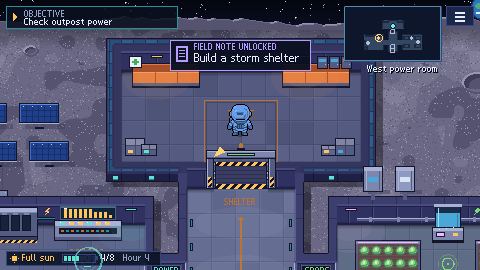 OBJECTIVE
Check outpost power
FIELD NOTE UNLOCKED
Build a storm shelter
West power room
SHELTER
Full sun
4/8
Hour 4
POWER